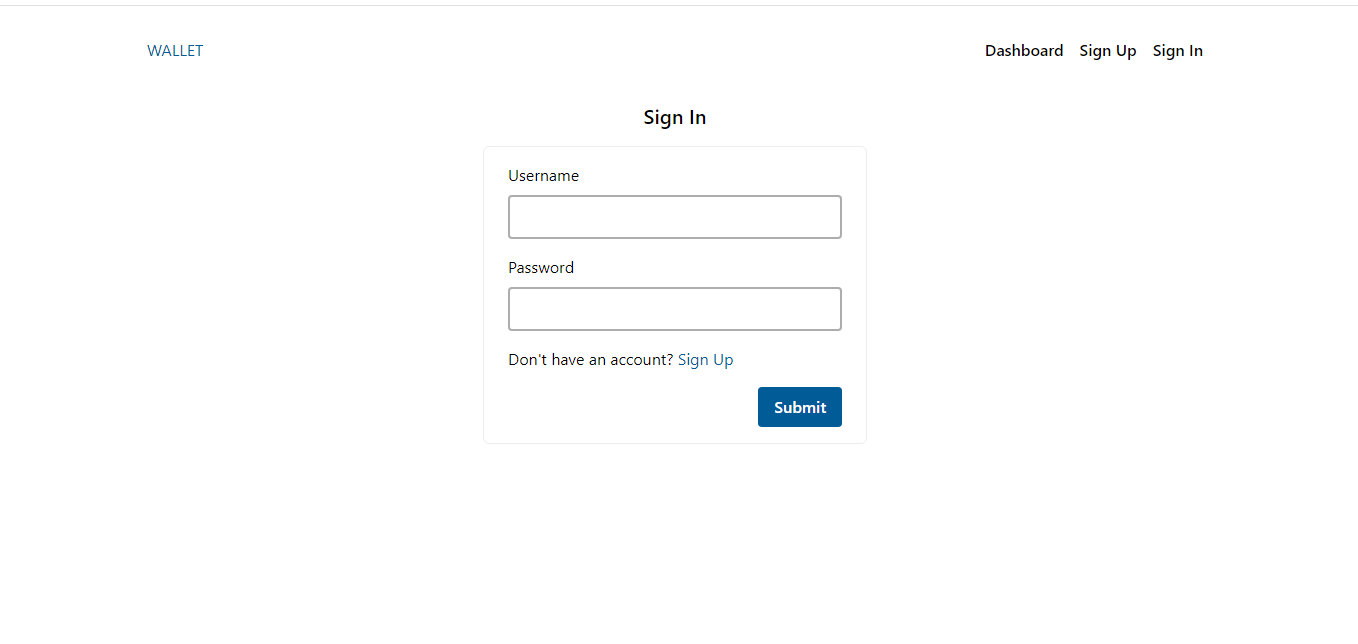 WALLET Dashboard Sign Up Sign In
Sign In
Username
Password
Don't have an account? Sign Up
Submit